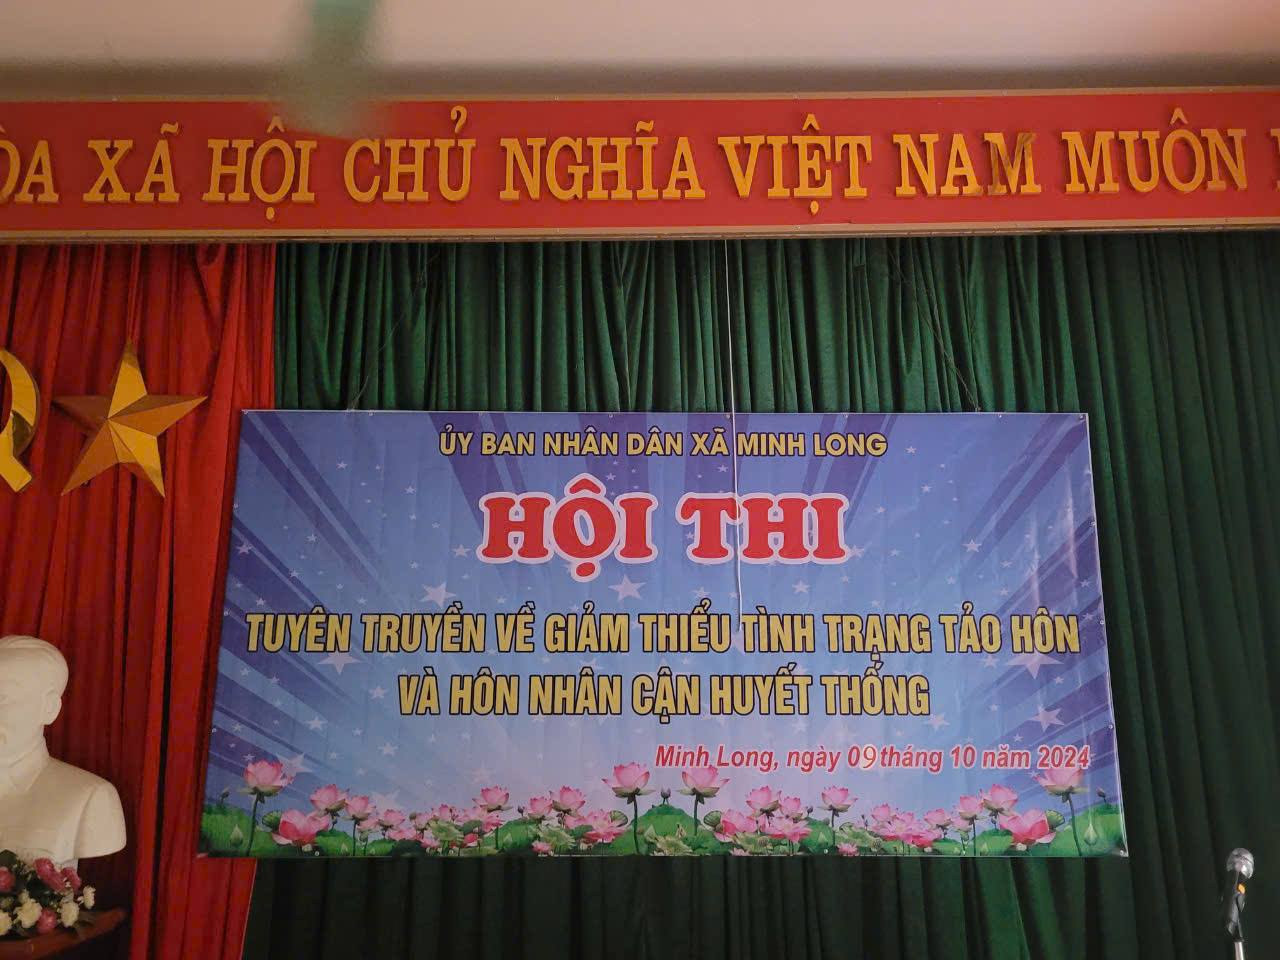 XÃ HỘI CHỦ NGHĨA VIỆT NAM MUÔN
ỦY BAN NHÂN DÂN XÃ MINH LONG
HỘI THI
TUYÊN TRUYỀN VỀ GIẢM THIỂU TÌNH TRẠNG TẢO HÔN
VÀ HÔN NHÂN CẬN HUYẾT THỐNG
Minh Long, ngày 09 tháng 10 năm 2024